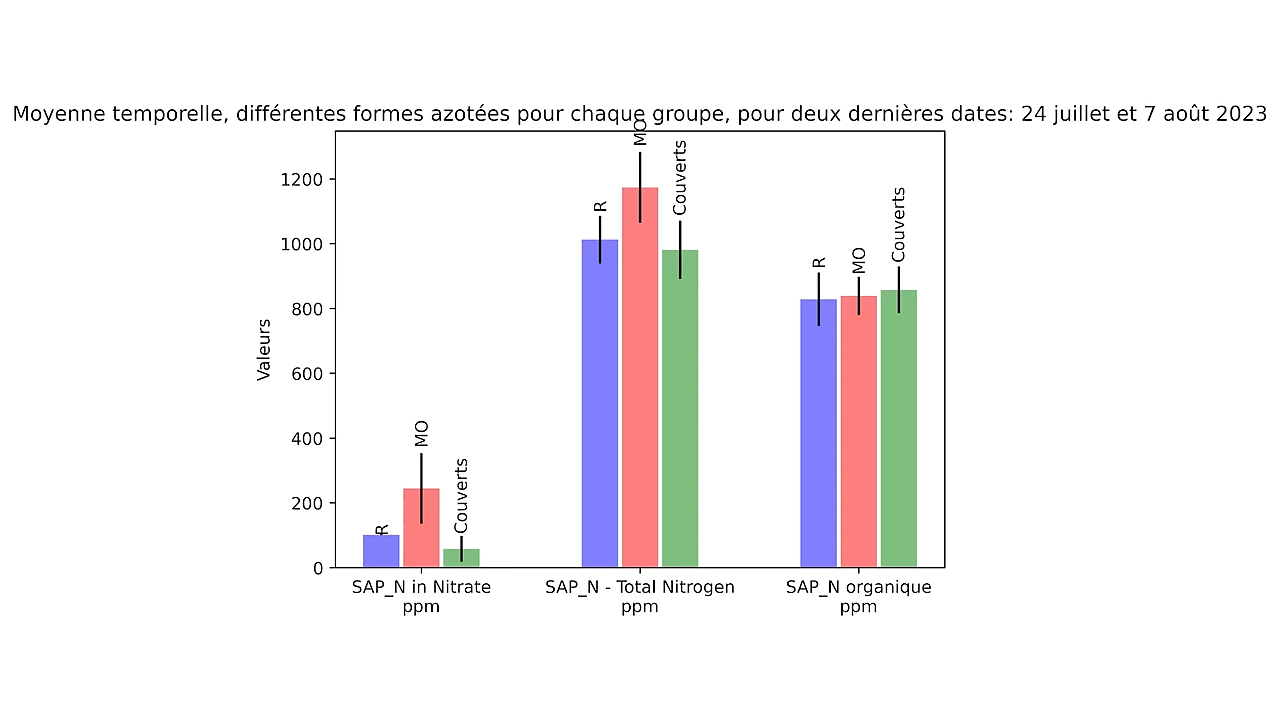 Moyenne temporelle, différentes formes azotées pour chaque groupe, pour deux dernières dates: 24 juillet et 7 août 2023
Valeurs
1200
1000
800
600
400
200
0
R
MO
Couverts
R
MO
Couverts
R
MO
Couverts
SAP_N in Nitrate
ppm
SAP_N - Total Nitrogen
ppm
SAP_N organique
ppm